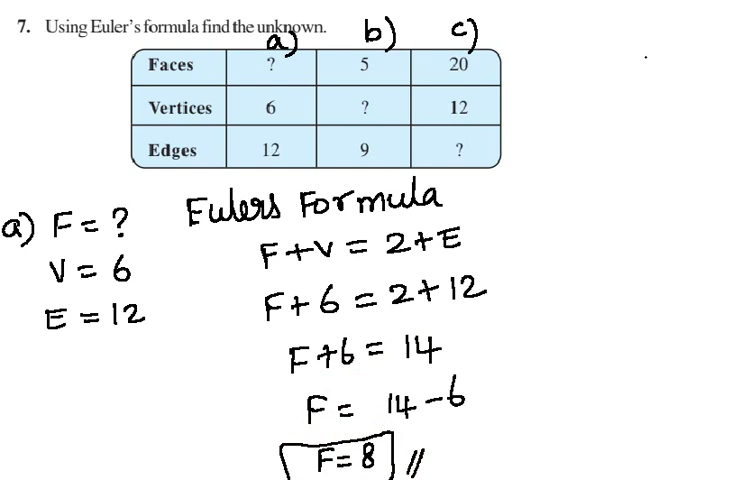 7. Using Euler's formula find the unknown.
a) b) c)
Faces ? 5 20
Vertices 6 ? 12
Edges 12 9 ?
a) F = ? Eulers Formula
V = 6 F+V = 2+E
E = 12 F+6 = 2+12
F+6 = 14
F = 14-6
F=8 //